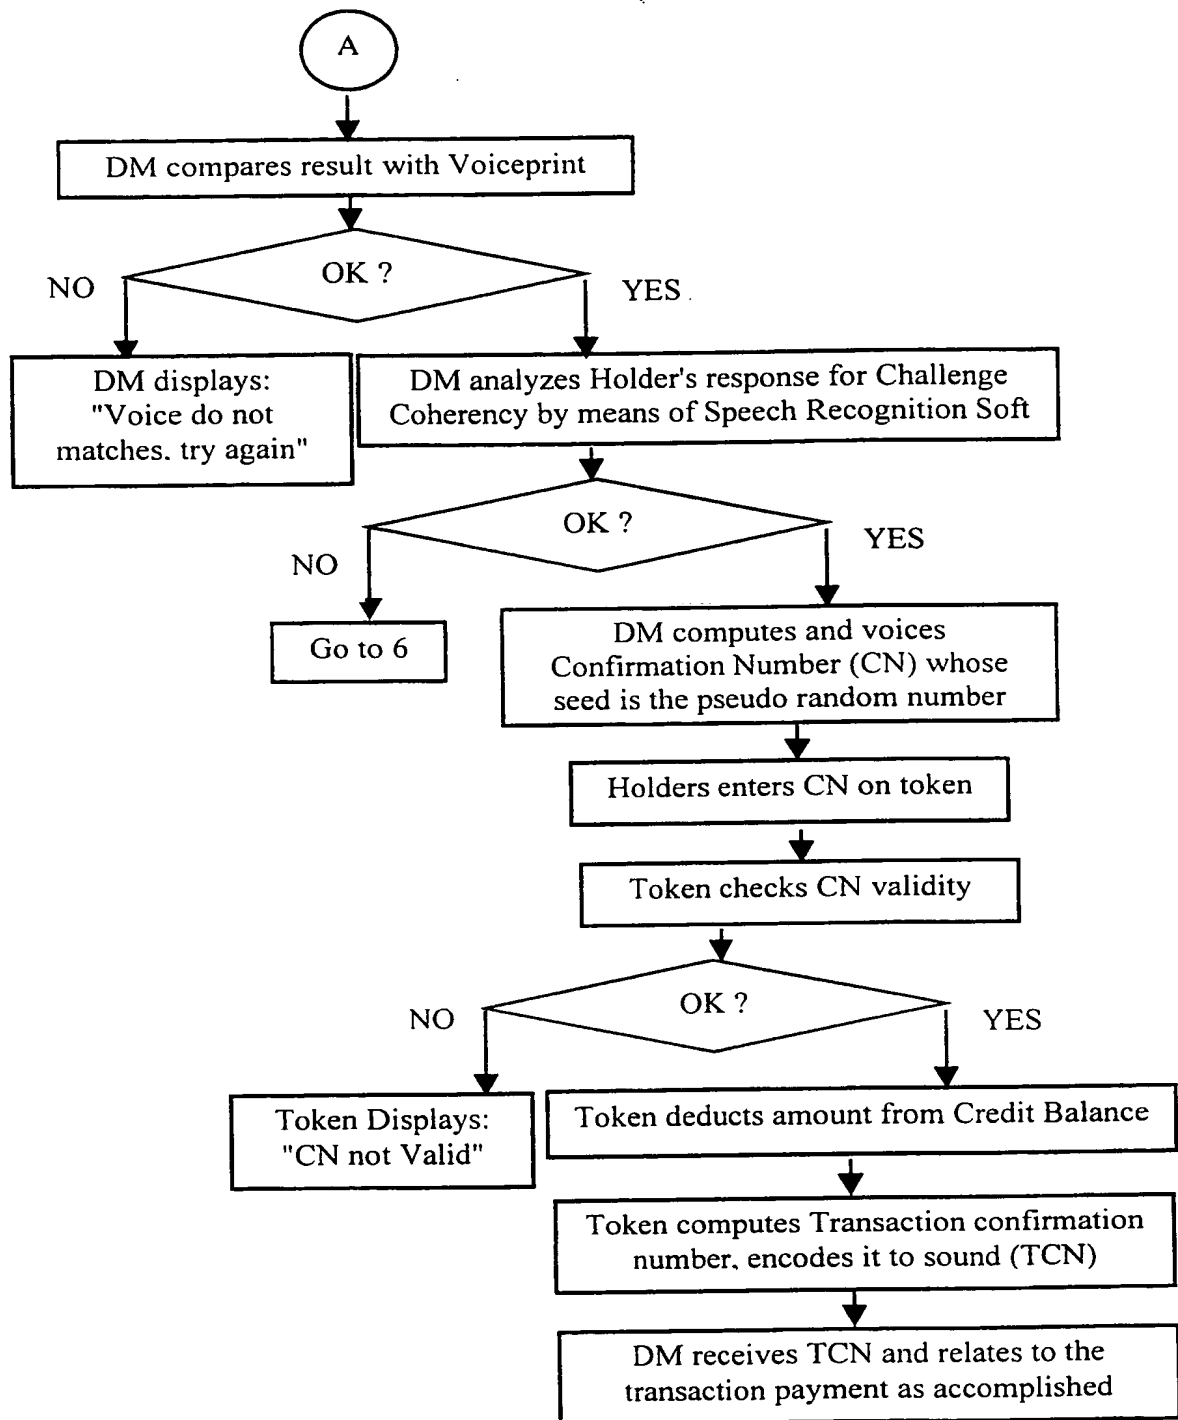 A
DM compares result with Voiceprint
OK ?
NO
YES
DM displays:
"Voice do not
matches. try again"
DM analyzes Holder's response for Challenge
Coherency by means of Speech Recognition Soft
OK ?
NO
YES
Go to 6
DM computes and voices
Confirmation Number (CN) whose
seed is the pseudo random number
Holders enters CN on token
Token checks CN validity
OK ?
NO
YES
Token Displays:
"CN not Valid"
Token deducts amount from Credit Balance
Token computes Transaction confirmation
number, encodes it to sound (TCN)
DM receives TCN and relates to the
transaction payment as accomplished